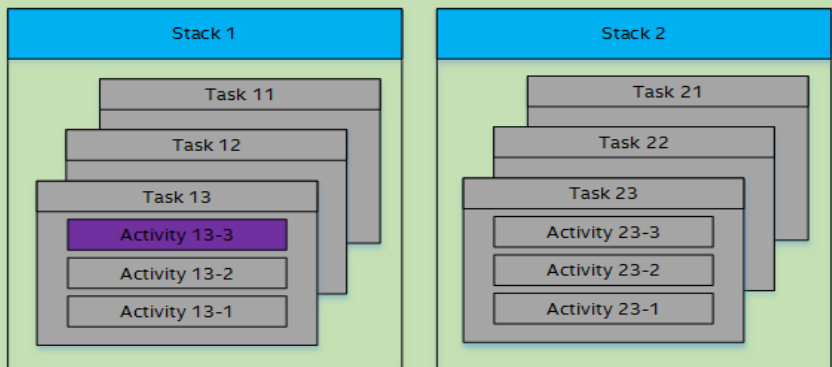 Stack 1
Task 11
Task 12
Task 13
Activity 13-3
Activity 13-2
Activity 13-1
Stack 2
Task 21
Task 22
Task 23
Activity 23-3
Activity 23-2
Activity 23-1